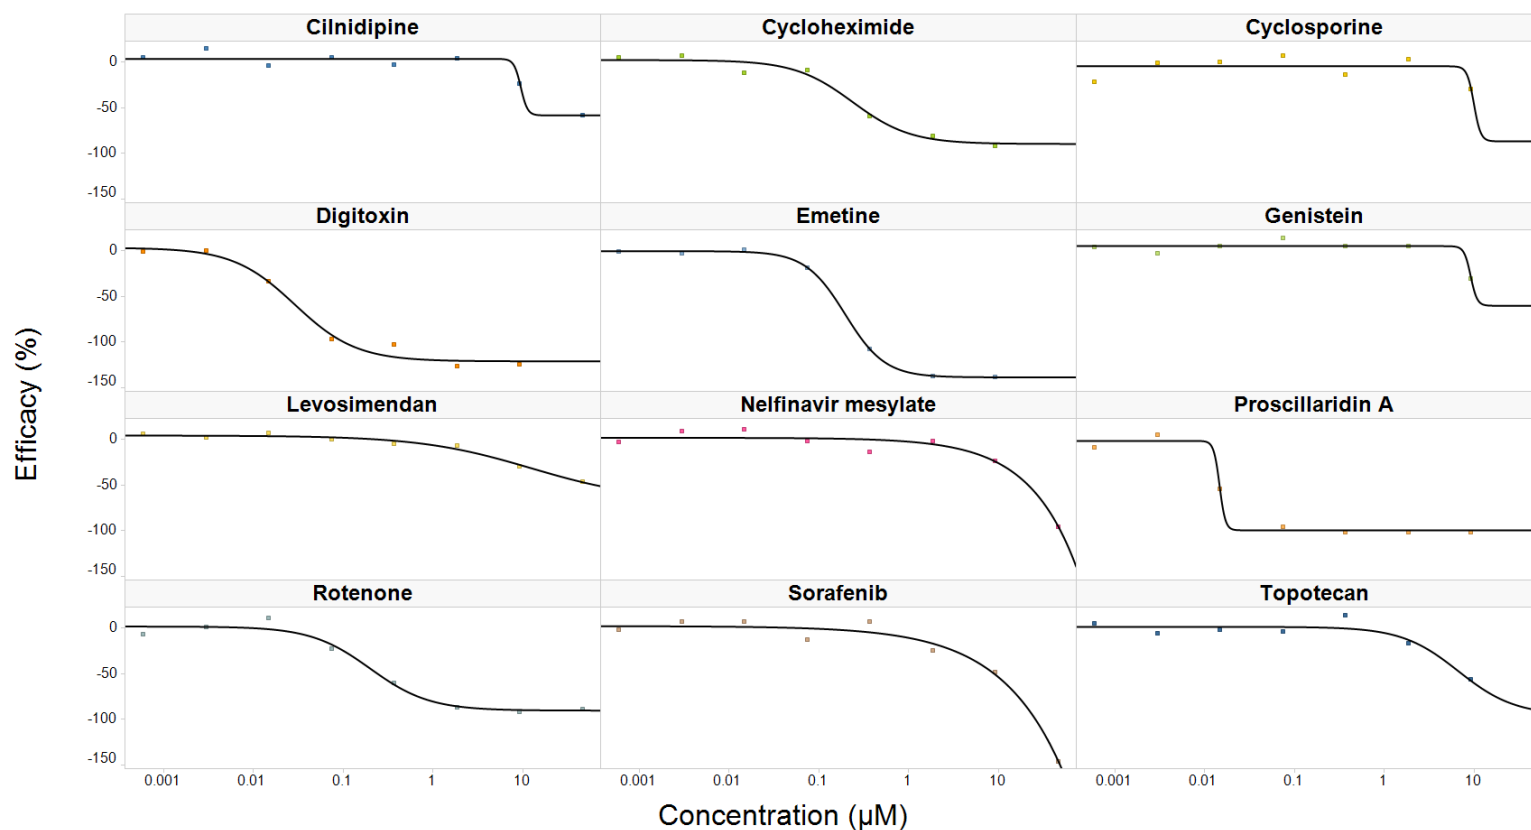 Cilnidipine Cycloheximide Cyclosporine
0
-50
-100
-150
Digitoxin Emetine Genistein
0
-50
-100
-150
Levosimendan Nelfinavir mesylate Proscillaridin A
0
-50
-100
-150
Rotenone Sorafenib Topotecan
0
-50
-100
-150
0.001 0.01 0.1 1 10 0.001 0.01 0.1 1 10 0.001 0.01 0.1 1 10
Efficacy (%)
Concentration (µM)